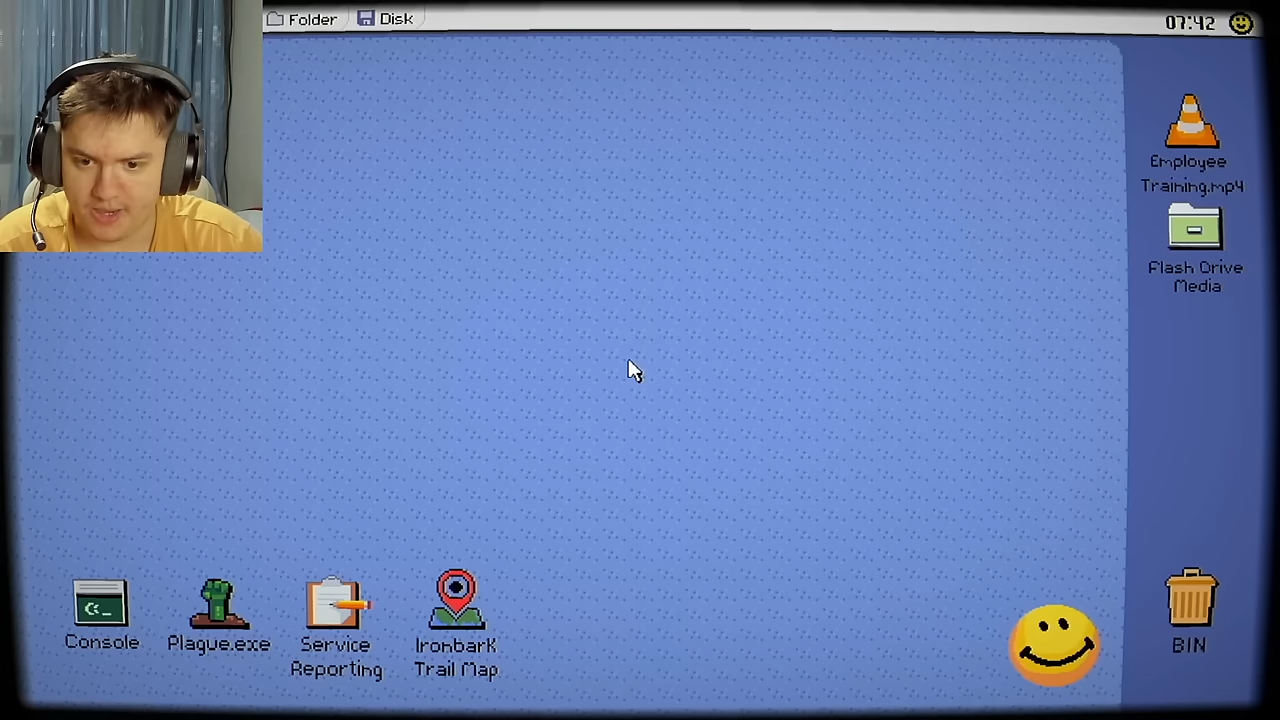 Folder
Disk
07:42
Employee
Training.mp4
Flash Drive
Media
Console
Plague.exe
Service
Reporting
Ironbark
Trail Map
BIN